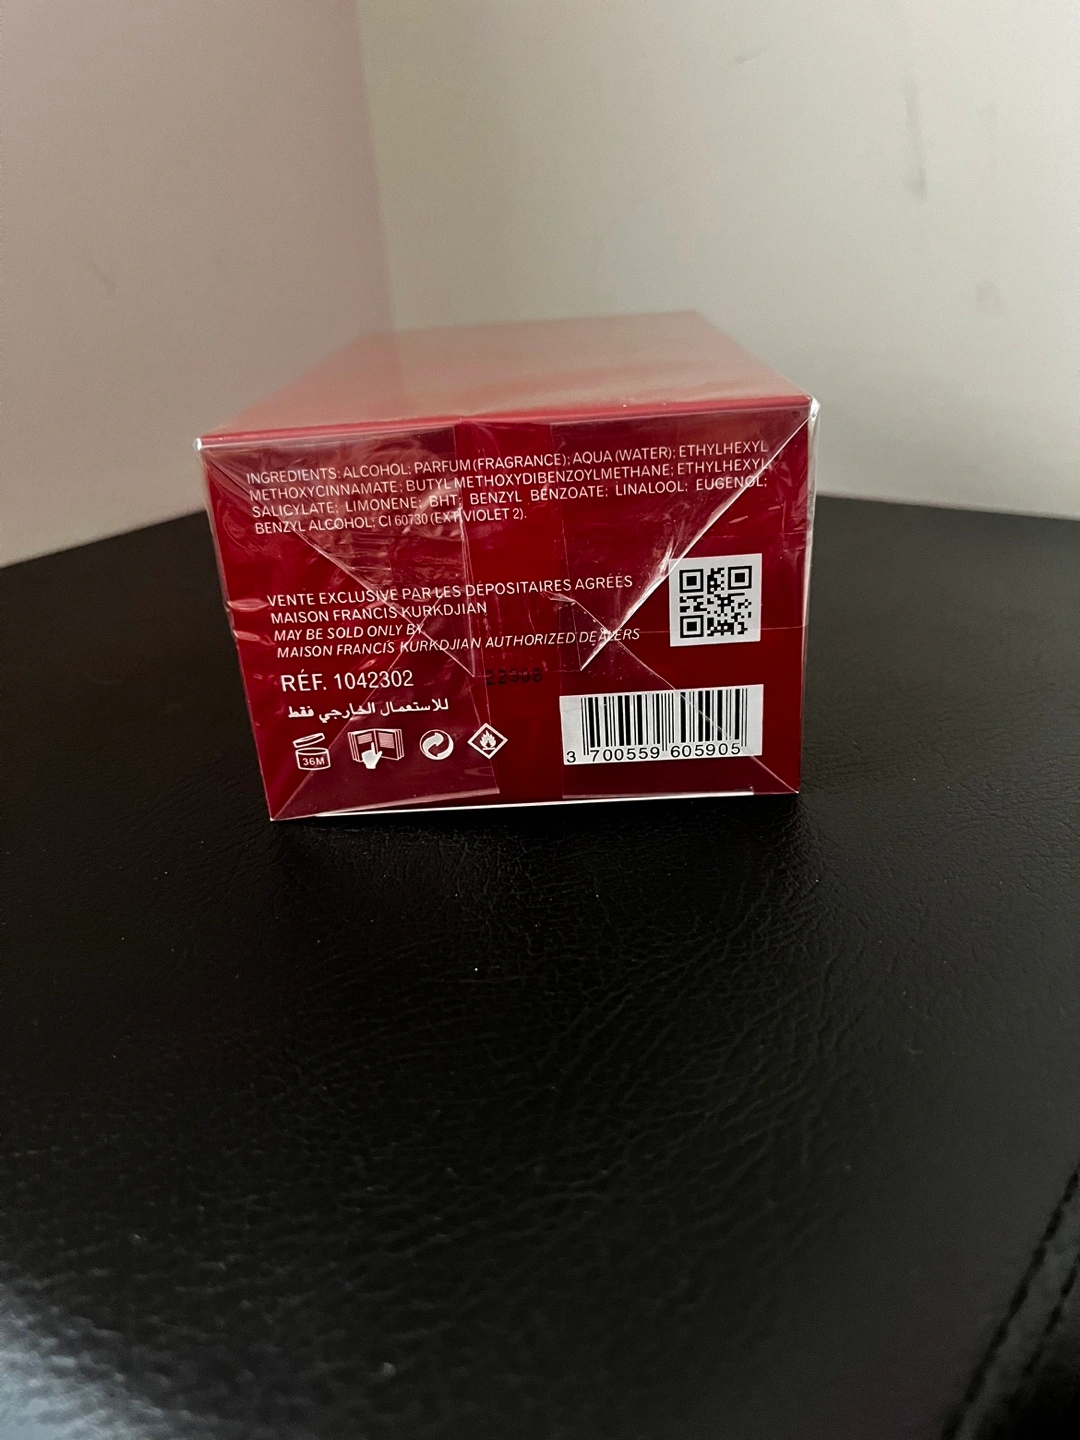 INGREDIENTS: ALCOHOL; PARFUM (FRAGRANCE); AQUA (WATER); ETHYLHEXYL
METHOXYCINNAMATE; BUTYL METHOXYDIBENZOYLMETHANE; ETHYLHEXYL
SALICYLATE; LIMONENE; BHT; BENZYL BENZOATE; LINALOOL; EUGENOL;
BENZYL ALCOHOL; CI 60730 (EXT. VIOLET 2).
VENTE EXCLUSIVE PAR LES DÉPOSITAIRES AGRÉÉS
MAISON FRANCIS KURKDJIAN
MAY BE SOLD ONLY BY
MAISON FRANCIS KURKDJIAN AUTHORIZED DEALERS
RÉF. 1042302
للاستعمال الخارجي فقط
36M
3 700559 605905